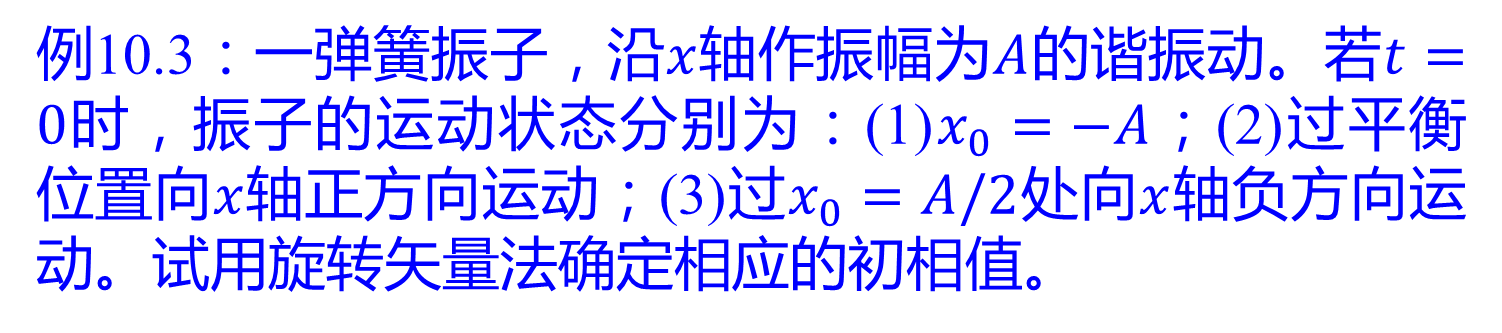 例10.3：一弹簧振子，沿x轴作振幅为A的谐振动。若t =
0时，振子的运动状态分别为：(1)x₀ = −A；(2)过平衡
位置向x轴正方向运动；(3)过x₀ = A/2处向x轴负方向运
动。试用旋转矢量法确定相应的初相值。